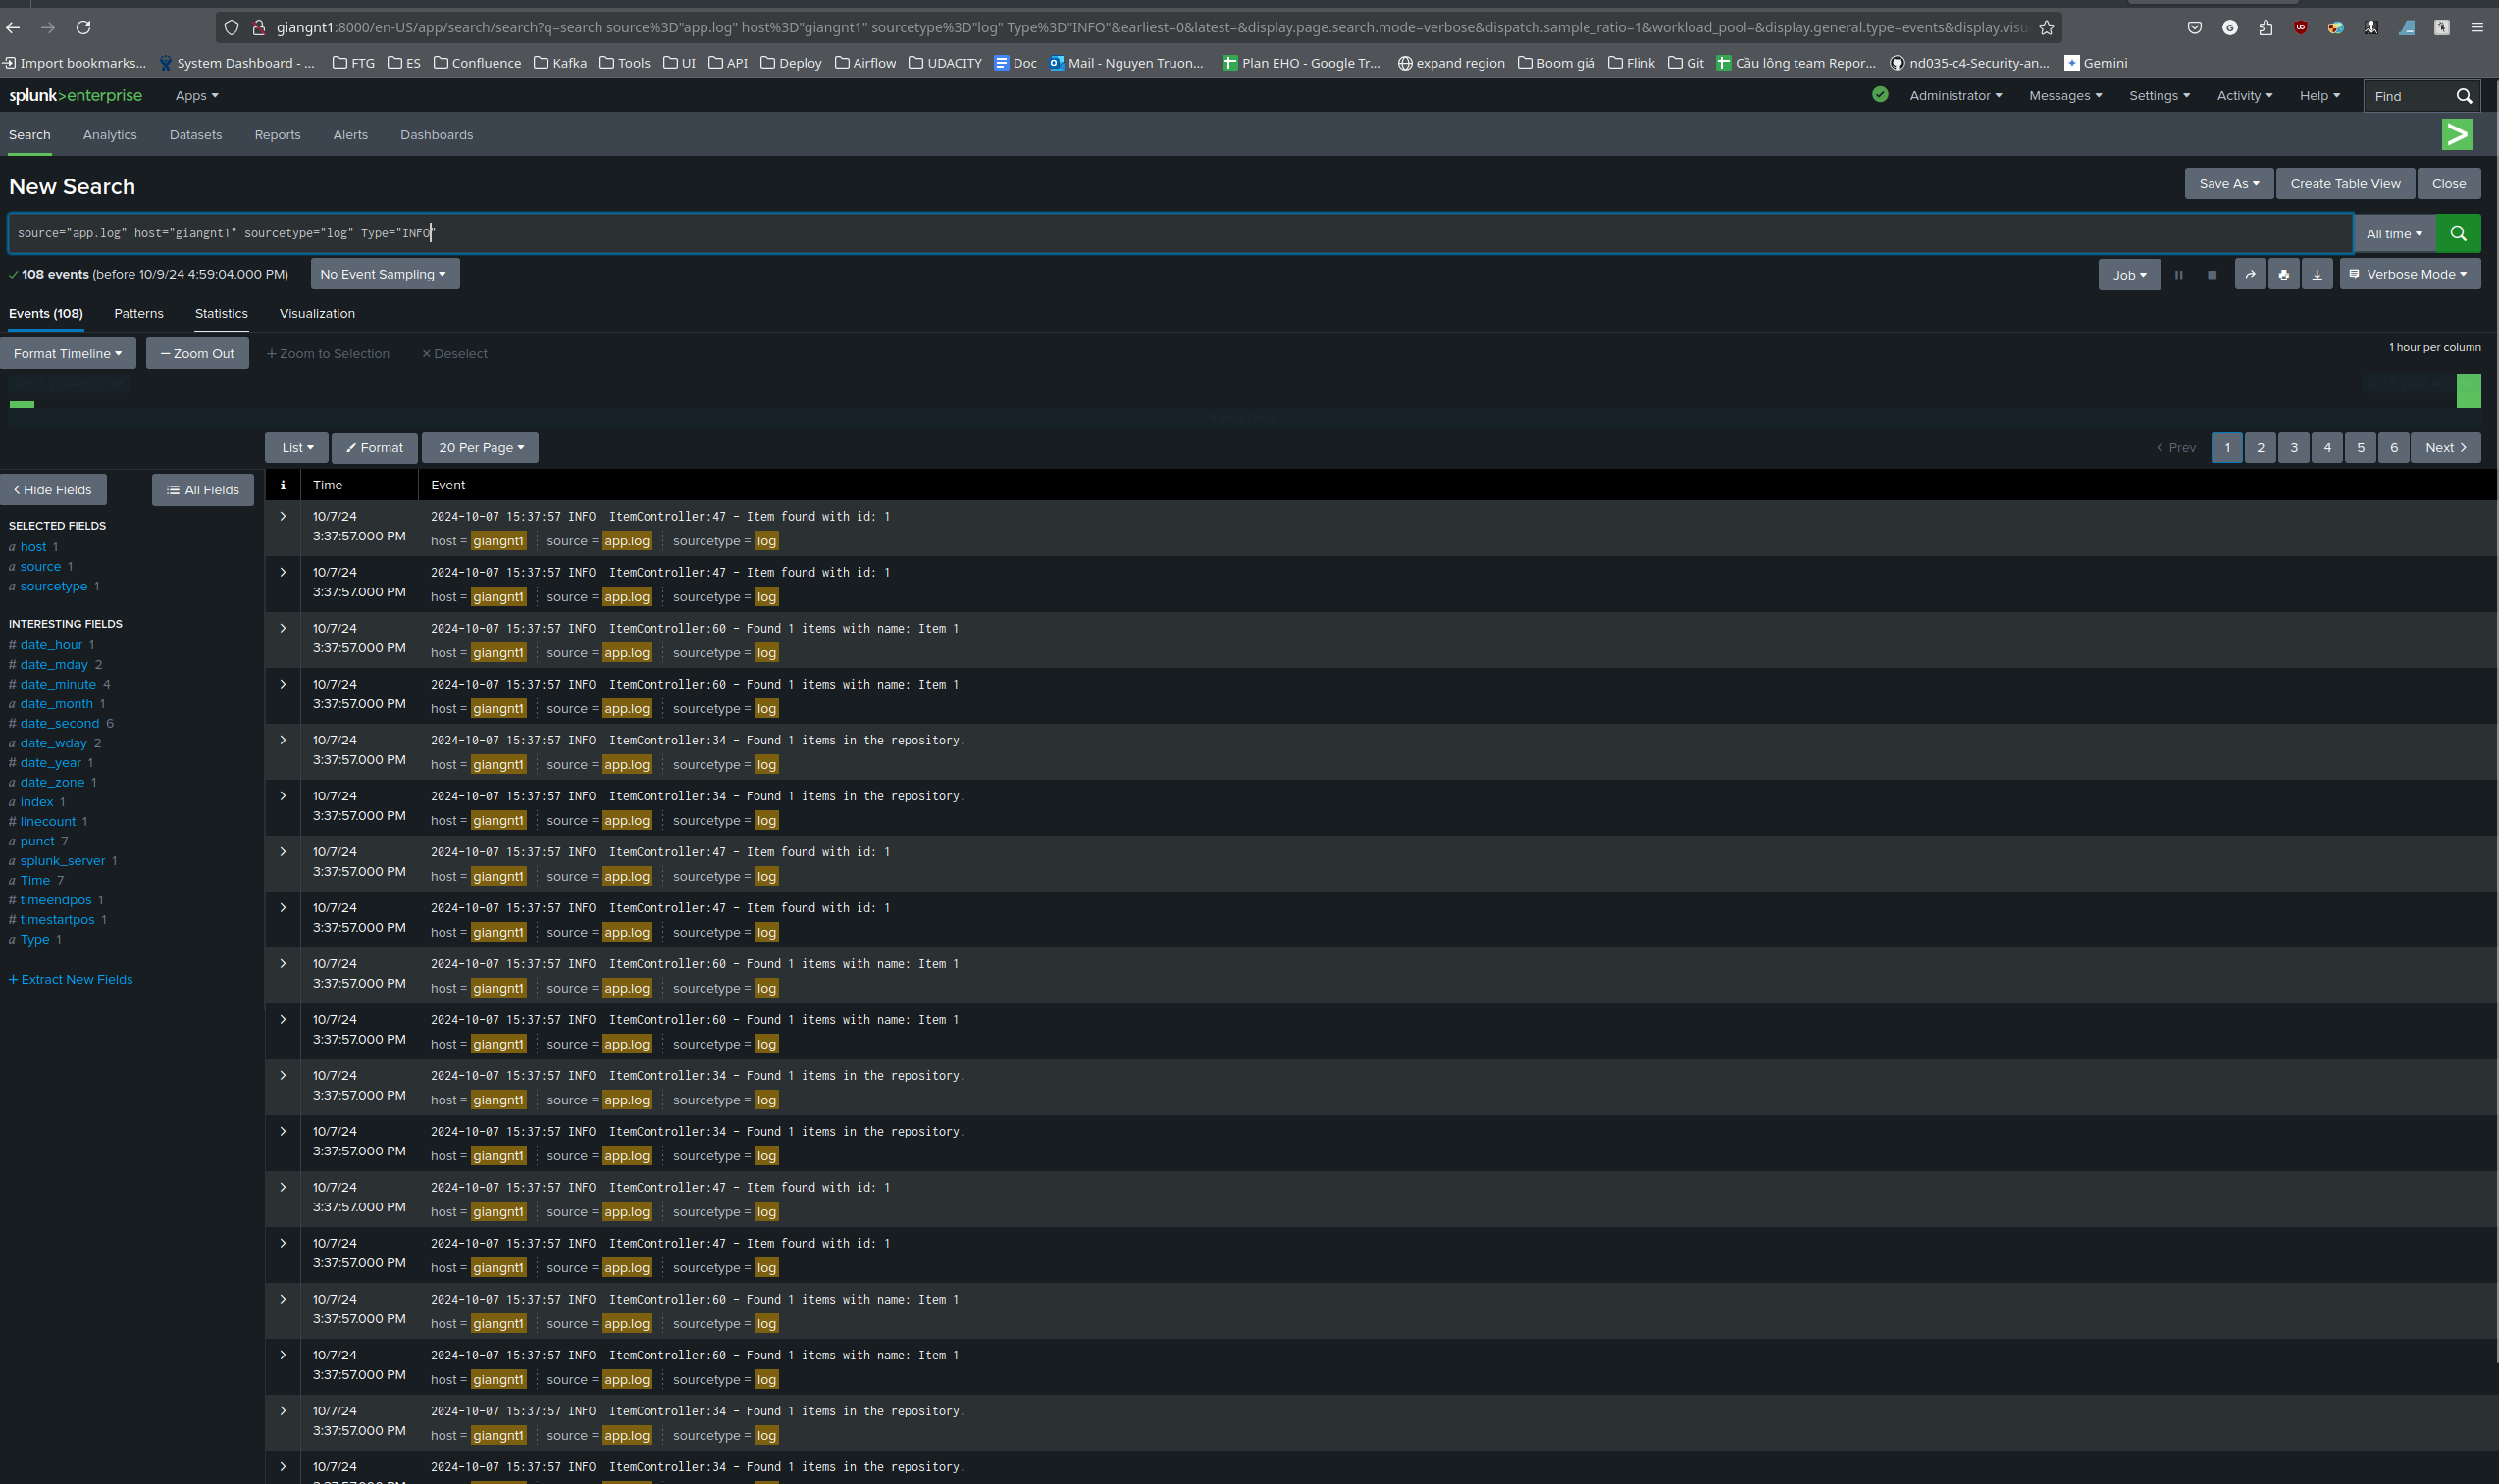 giangnt1:8000/en-US/app/search/search?q=search source%3D"app.log" host%3D"giangnt1" sourcetype%3D"log" Type%3D"INFO"&earliest=0&latest=&display.page.search.mode=verbose&dispatch.sample_ratio=1&workload_pool=&display.general.type=events&display.visu
Import bookmarks... System Dashboard - ... FTG ES Confluence Kafka Tools UI API Deploy Airflow UDACITY Doc Mail - Nguyen Truon... Plan EHO - Google Tr... expand region Boom giá Flink Git Cầu lông team Repor... nd035-c4-Security-an... Gemini
splunk>enterprise Apps Administrator Messages Settings Activity Help Find
Search Analytics Datasets Reports Alerts Dashboards
New Search Save As Create Table View Close
source="app.log" host="giangnt1" sourcetype="log" Type="INFO" All time
108 events (before 10/9/24 4:59:04.000 PM) No Event Sampling Job Verbose Mode
Events (108) Patterns Statistics Visualization
Format Timeline — Zoom Out + Zoom to Selection × Deselect 1 hour per column
List Format 20 Per Page < Prev 1 2 3 4 5 6 Next >
< Hide Fields All Fields
i Time Event
SELECTED FIELDS
a host 1
a source 1
a sourcetype 1
INTERESTING FIELDS
# date_hour 1
# date_mday 2
# date_minute 4
a date_month 1
# date_second 6
a date_wday 2
# date_year 1
a date_zone 1
a index 1
# linecount 1
a punct 7
a splunk_server 1
a Time 7
# timeendpos 1
# timestartpos 1
a Type 1
+ Extract New Fields
10/7/24 2024-10-07 15:37:57 INFO ItemController:47 - Item found with id: 1
3:37:57.000 PM host = giangnt1 source = app.log sourcetype = log
10/7/24 2024-10-07 15:37:57 INFO ItemController:47 - Item found with id: 1
3:37:57.000 PM host = giangnt1 source = app.log sourcetype = log
10/7/24 2024-10-07 15:37:57 INFO ItemController:60 - Found 1 items with name: Item 1
3:37:57.000 PM host = giangnt1 source = app.log sourcetype = log
10/7/24 2024-10-07 15:37:57 INFO ItemController:60 - Found 1 items with name: Item 1
3:37:57.000 PM host = giangnt1 source = app.log sourcetype = log
10/7/24 2024-10-07 15:37:57 INFO ItemController:34 - Found 1 items in the repository.
3:37:57.000 PM host = giangnt1 source = app.log sourcetype = log
10/7/24 2024-10-07 15:37:57 INFO ItemController:34 - Found 1 items in the repository.
3:37:57.000 PM host = giangnt1 source = app.log sourcetype = log
10/7/24 2024-10-07 15:37:57 INFO ItemController:47 - Item found with id: 1
3:37:57.000 PM host = giangnt1 source = app.log sourcetype = log
10/7/24 2024-10-07 15:37:57 INFO ItemController:47 - Item found with id: 1
3:37:57.000 PM host = giangnt1 source = app.log sourcetype = log
10/7/24 2024-10-07 15:37:57 INFO ItemController:60 - Found 1 items with name: Item 1
3:37:57.000 PM host = giangnt1 source = app.log sourcetype = log
10/7/24 2024-10-07 15:37:57 INFO ItemController:60 - Found 1 items with name: Item 1
3:37:57.000 PM host = giangnt1 source = app.log sourcetype = log
10/7/24 2024-10-07 15:37:57 INFO ItemController:34 - Found 1 items in the repository.
3:37:57.000 PM host = giangnt1 source = app.log sourcetype = log
10/7/24 2024-10-07 15:37:57 INFO ItemController:34 - Found 1 items in the repository.
3:37:57.000 PM host = giangnt1 source = app.log sourcetype = log
10/7/24 2024-10-07 15:37:57 INFO ItemController:47 - Item found with id: 1
3:37:57.000 PM host = giangnt1 source = app.log sourcetype = log
10/7/24 2024-10-07 15:37:57 INFO ItemController:47 - Item found with id: 1
3:37:57.000 PM host = giangnt1 source = app.log sourcetype = log
10/7/24 2024-10-07 15:37:57 INFO ItemController:60 - Found 1 items with name: Item 1
3:37:57.000 PM host = giangnt1 source = app.log sourcetype = log
10/7/24 2024-10-07 15:37:57 INFO ItemController:60 - Found 1 items with name: Item 1
3:37:57.000 PM host = giangnt1 source = app.log sourcetype = log
10/7/24 2024-10-07 15:37:57 INFO ItemController:34 - Found 1 items in the repository.
3:37:57.000 PM host = giangnt1 source = app.log sourcetype = log
10/7/24 2024-10-07 15:37:57 INFO ItemController:34 - Found 1 items in the repository.